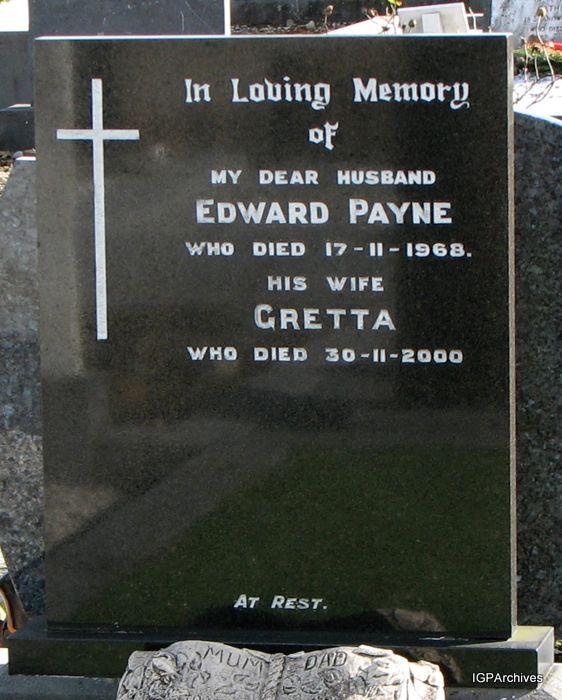 In Loving Memory
of
MY DEAR HUSBAND
EDWARD PAYNE
WHO DIED 17-11-1968.
HIS WIFE
GRETTA
WHO DIED 30-11-2000
AT REST.
MUM DAD
IGPArchives